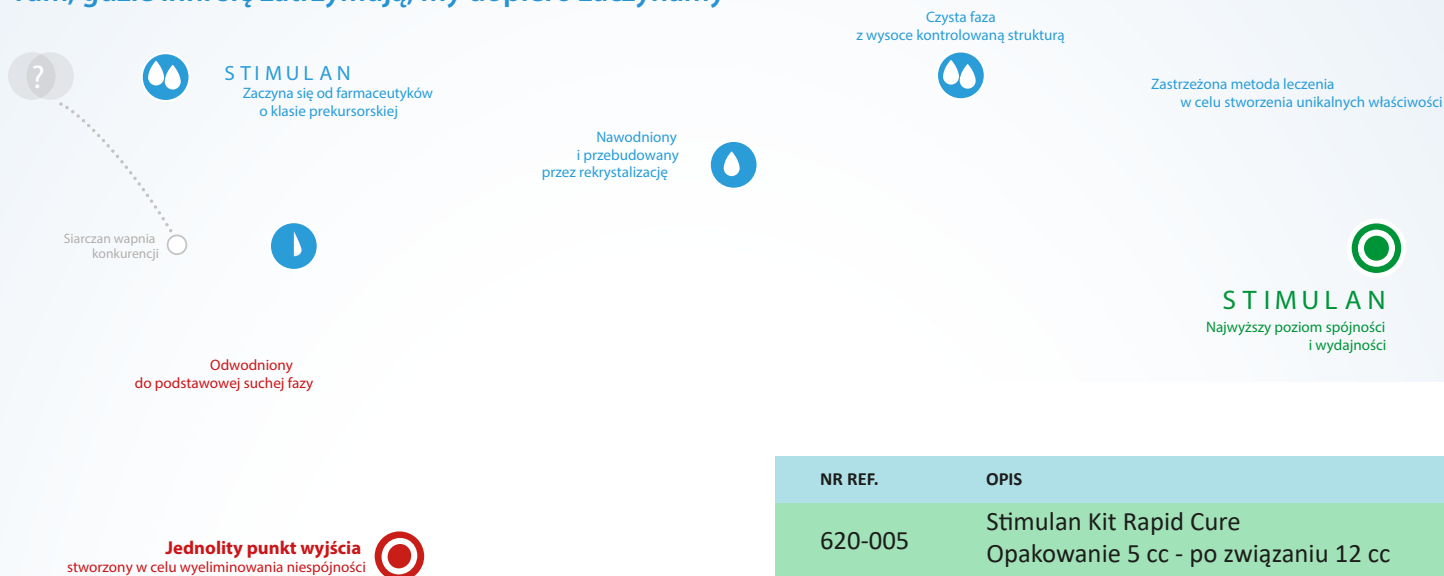 Czysta faza
z wysoce kontrolowaną strukturą
?
STIMULAN
Zaczyna się od farmaceutyków
o klasie prekursorskiej
Zastrzeżona metoda leczenia
w celu stworzenia unikalnych właściwości
Nawodniony
i przebudowany
przez rekrystalizację
Siarczan wapnia
konkurencji
STIMULAN
Najwyższy poziom spójności
i wydajności
Odwodniony
do podstawowej suchej fazy
Jednolity punkt wyjścia
stworzony w celu wyeliminowania niespójności
NR REF. OPIS
620-005 Stimulan Kit Rapid Cure
Opakowanie 5 cc - po związaniu 12 cc